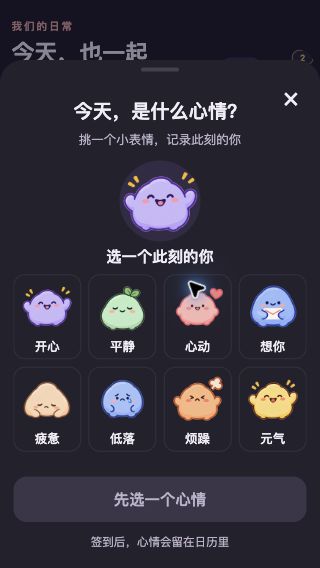 我们的日常
今天，也一起
2
今天，是什么心情？
挑一个小表情，记录此刻的你
选一个此刻的你
开心
平静
心动
想你
疲惫
低落
烦躁
元气
先选一个心情
签到后，心情会留在日历里